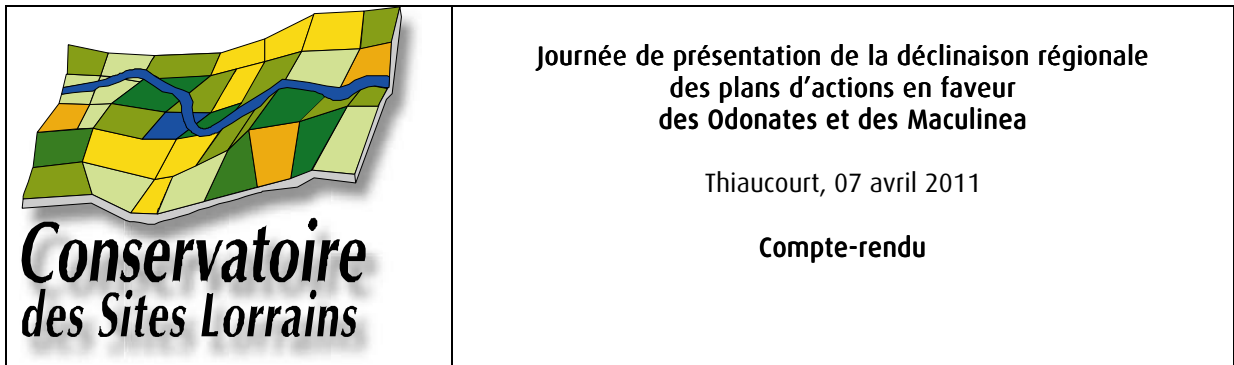 Conservatoire
des Sites Lorrains
Journée de présentation de la déclinaison régionale
des plans d'actions en faveur
des Odonates et des Maculinea
Thiaucourt, 07 avril 2011
Compte-rendu